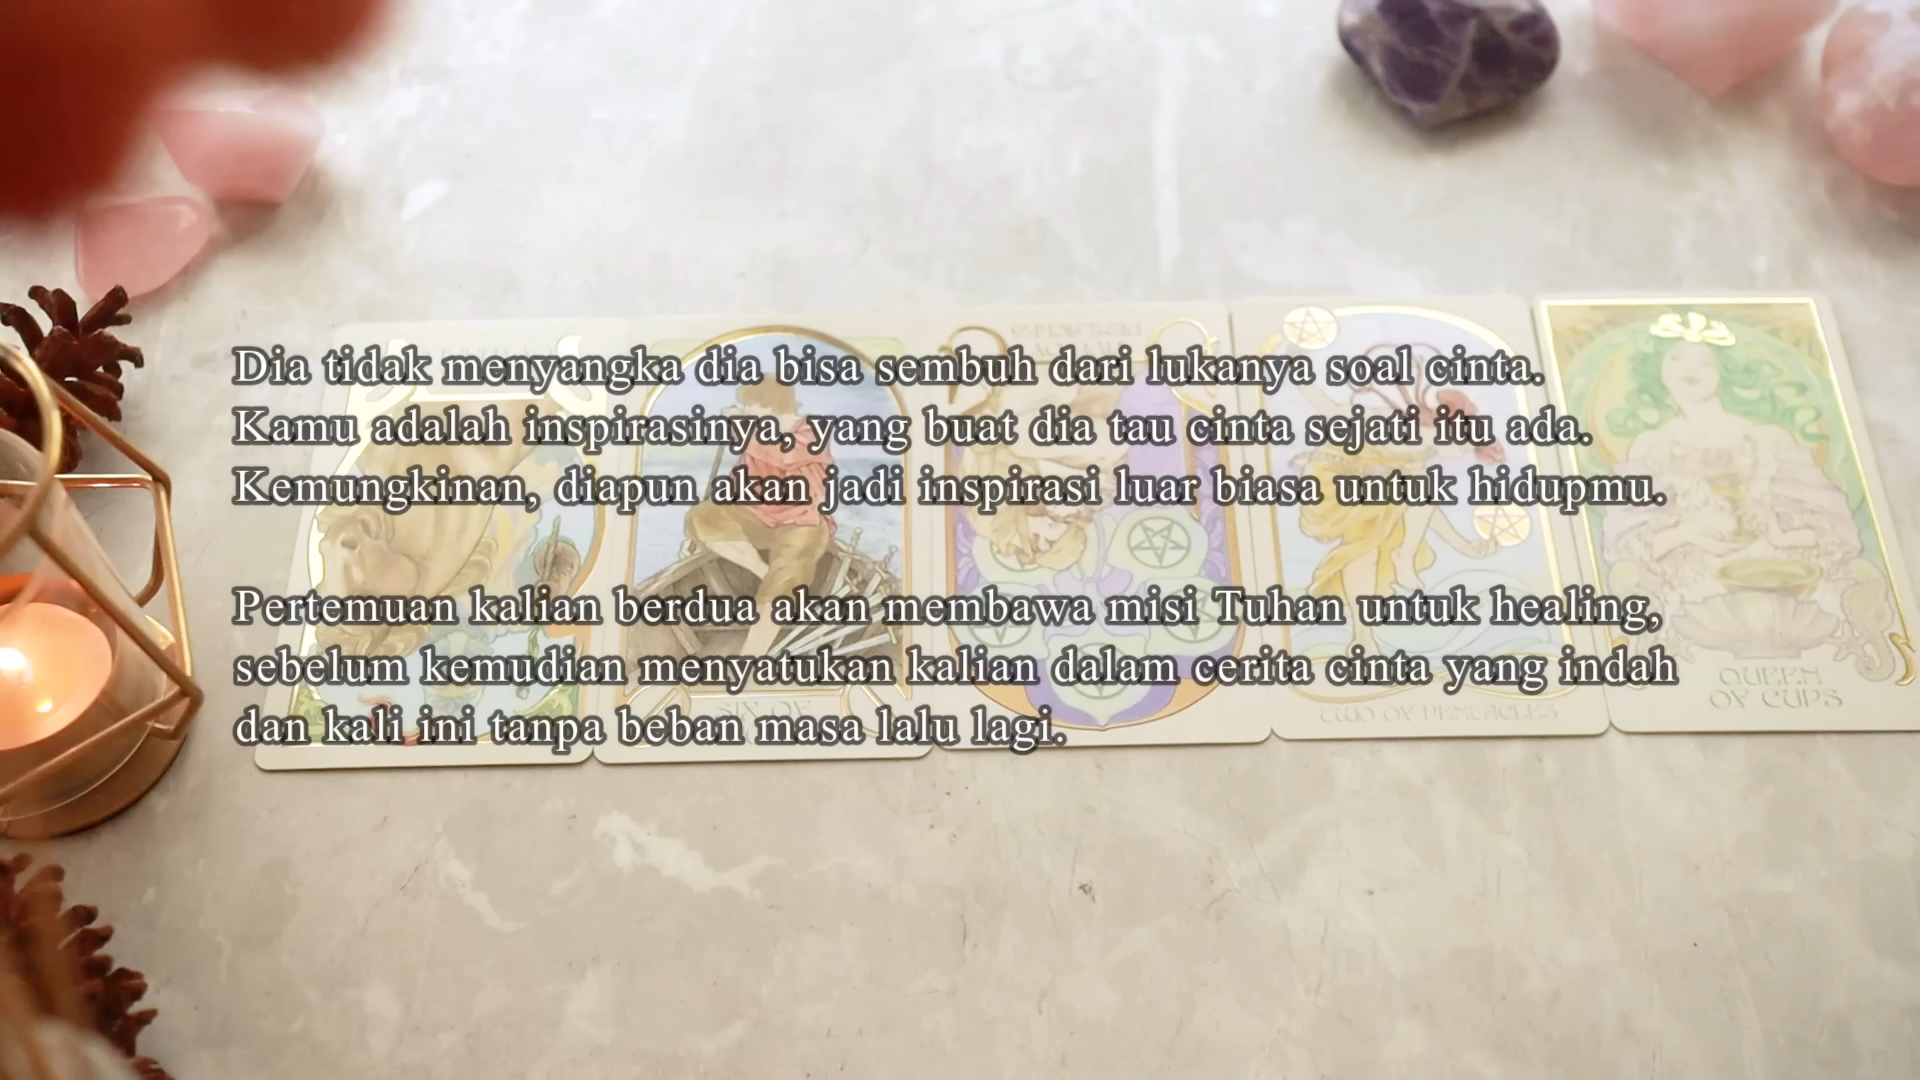 Dia tidak menyangka dia bisa sembuh dari lukanya soal cinta.
Kamu adalah inspirasinya, yang buat dia tau cinta sejati itu ada.
Kemungkinan, diapun akan jadi inspirasi luar biasa untuk hidupmu.
Pertemuan kalian berdua akan membawa misi Tuhan untuk healing,
sebelum kemudian menyatukan kalian dalam cerita cinta yang indah
dan kali ini tanpa beban masa lalu lagi.
SIX OF
TWO OF PENTACLES
QUEEN
OF CUPS